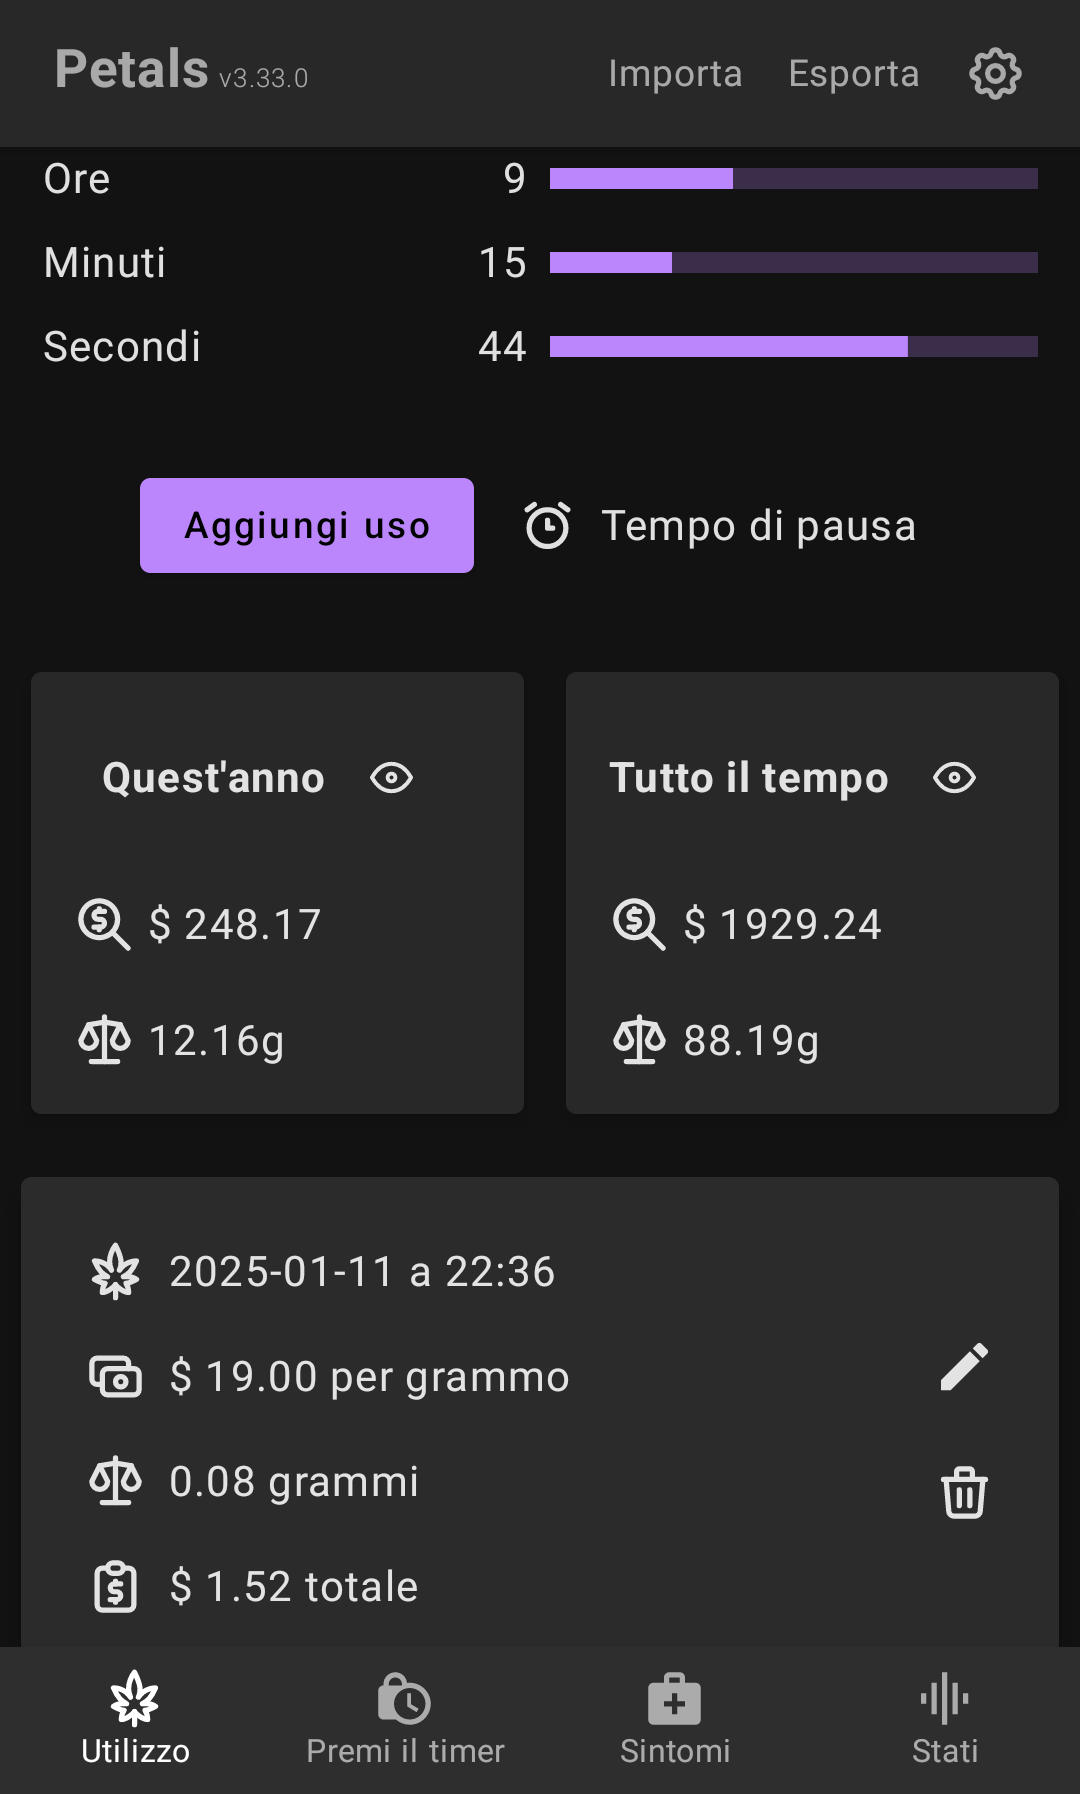 Petals v3.33.0 Importa Esporta
Ore 9
Minuti 15
Secondi 44
Aggiungi uso Tempo di pausa
Quest'anno
$ 248.17
12.16g
Tutto il tempo
$ 1929.24
88.19g
2025-01-11 a 22:36
$ 19.00 per grammo
0.08 grammi
$ 1.52 totale
Utilizzo Premi il timer Sintomi Stati